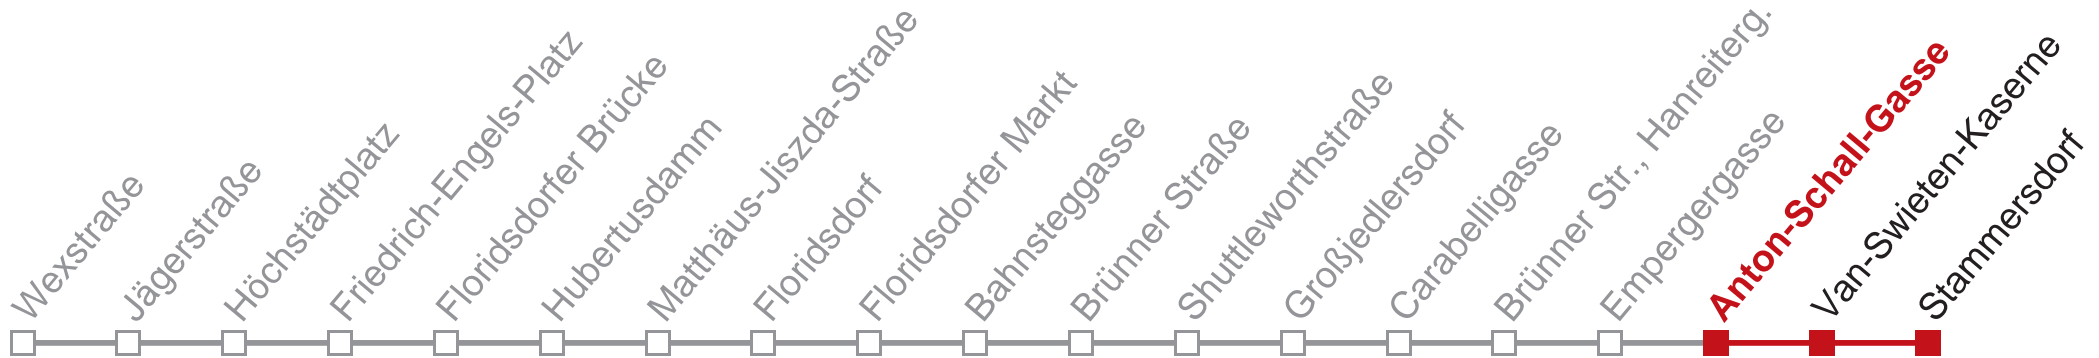 Wexstraße
Jägerstraße
Höchstädtplatz
Friedrich-Engels-Platz
Floridsdorfer Brücke
Hubertusdamm
Matthäus-Jiszda-Straße
Floridsdorf
Floridsdorfer Markt
Bahnsteggasse
Brünner Straße
Shuttleworthstraße
Großjedlersdorf
Carabelligasse
Brünner Str., Hanreiterg.
Empergergasse
Anton-Schall-Gasse
Van-Swieten-Kaserne
Stammersdorf